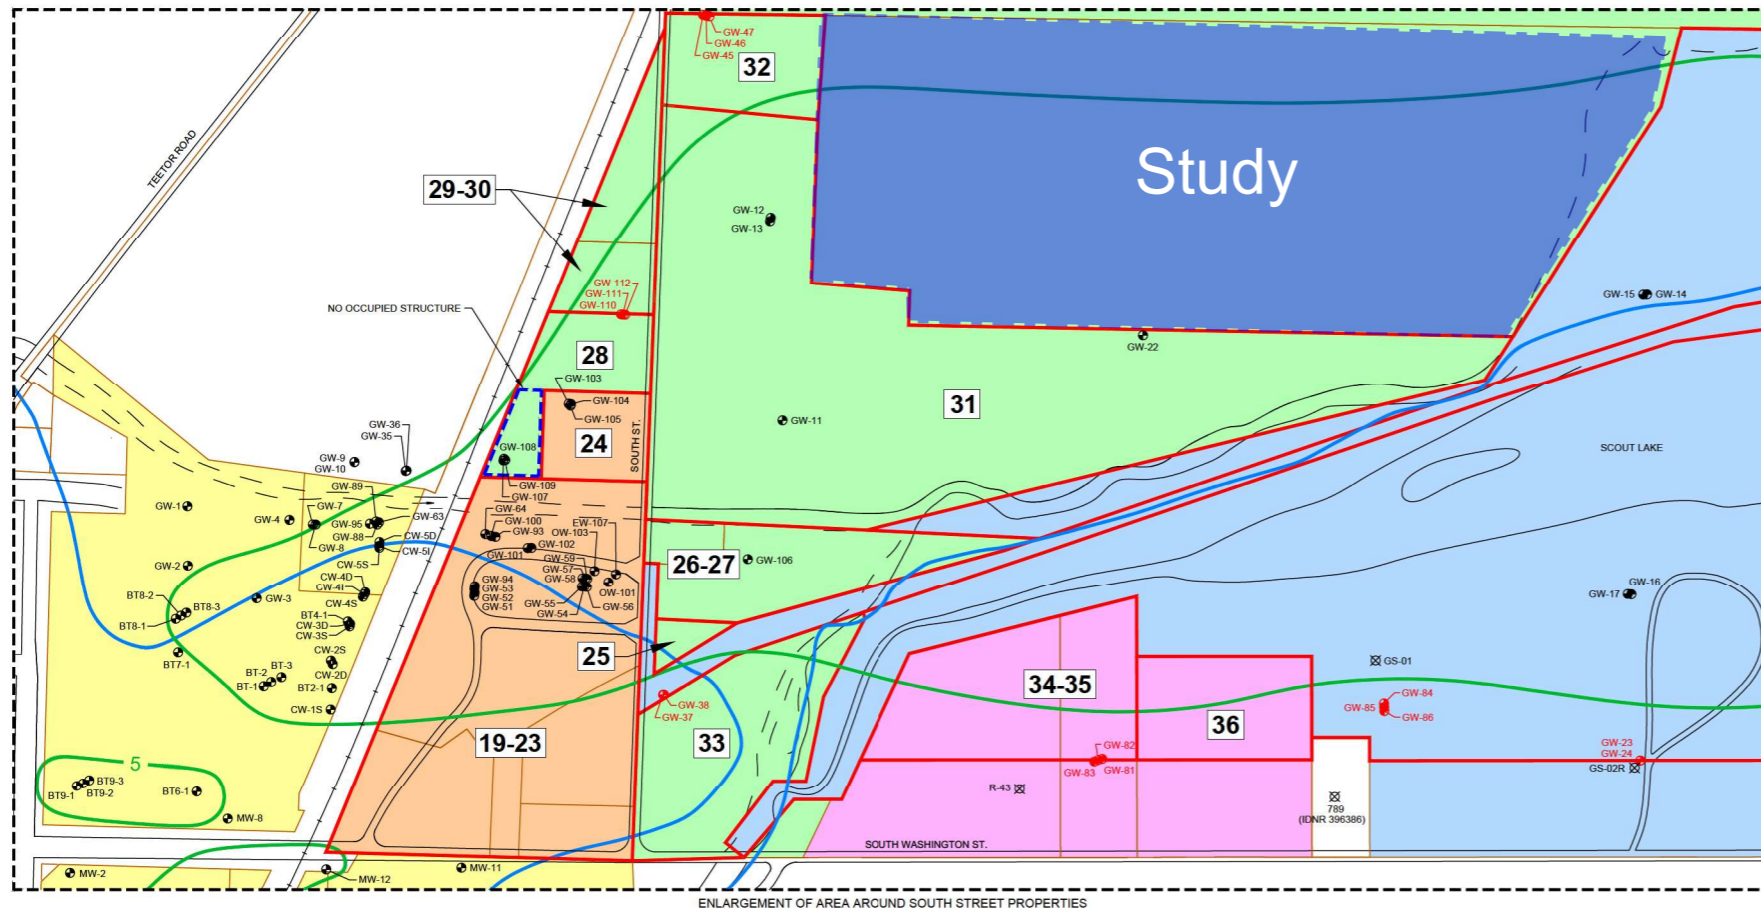 GW-47
GW-46
GW-45
32
TEETOR ROAD
Study
29-30
GW-12
GW-13
GW 112
GW-111
GW-110
NO OCCUPIED STRUCTURE
GW-15
GW-14
GW-22
28
GW-103
GW-104
GW-105
24
SOUTH ST.
31
GW-11
GW-36
GW-35
GW-9
GW-10
GW-108
GW-109
GW-107
SCOUT LAKE
GW-89
GW-7
GW-1
GW-4
GW-95
GW-63
GW-88
GW-8
CW-5D
CW-5I
CW-5S
GW-64
GW-100
GW-93
EW-107
OW-103
GW-101
GW-102
GW-59
GW-57
GW-58
OW-101
GW-55
GW-54
GW-56
26-27
GW-106
GW-2
CW-4D
CW-4I
CW-4S
GW-94
GW-53
GW-52
GW-51
GW-16
GW-17
BT8-2
BT8-3
BT8-1
GW-3
BT4-1
CW-3D
CW-3S
BT7-1
CW-2S
CW-2D
BT-3
BT-2
BT-1
BT2-1
CW-1S
25
GW-38
GW-37
34-35
GS-01
GW-84
GW-85
GW-86
36
19-23
33
GW-82
GW-83
GW-81
GW-23
GW-24
GS-02R
5
BT9-3
BT9-1
BT9-2
BT6-1
MW-8
R-43
789
(IDNR 396386)
SOUTH WASHINGTON ST.
MW-2
MW-12
MW-11
ENLARGEMENT OF AREA ARCUND SOUTH STREET PROPERTIES